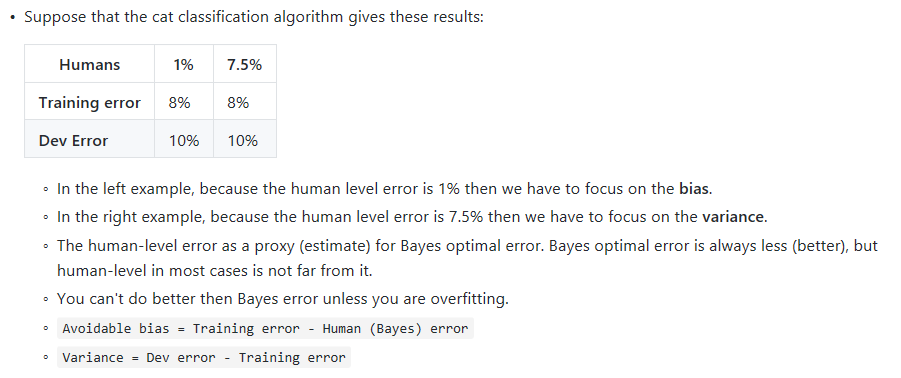 Suppose that the cat classification algorithm gives these results:
Humans 1% 7.5%
Training error 8% 8%
Dev Error 10% 10%
In the left example, because the human level error is 1% then we have to focus on the bias.
In the right example, because the human level error is 7.5% then we have to focus on the variance.
The human-level error as a proxy (estimate) for Bayes optimal error. Bayes optimal error is always less (better), but
human-level in most cases is not far from it.
You can't do better then Bayes error unless you are overfitting.
Avoidable bias = Training error - Human (Bayes) error
Variance = Dev error - Training error